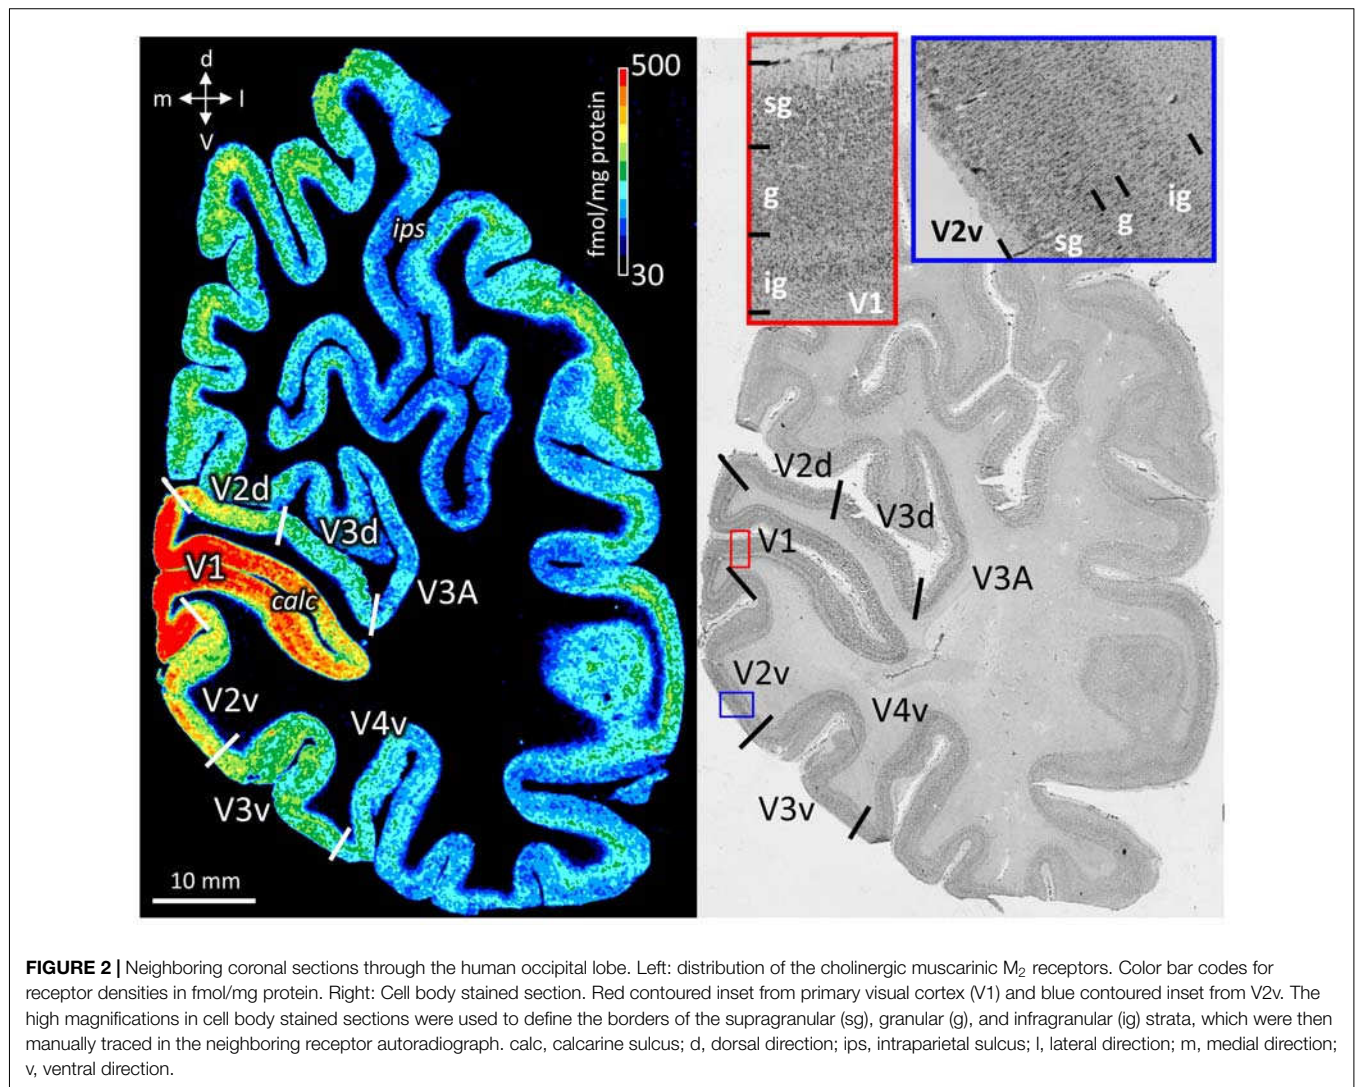 d
m l
v
500
fmol/mg protein
30
ips
V2d
V3d
V1
calc
V3A
V2v
V4v
V3v
10 mm
sg
g
ig
V1
V2v
sg
g
ig
V2d
V3d
V1
V3A
V2v
V4v
V3v
FIGURE 2 | Neighboring coronal sections through the human occipital lobe. Left: distribution of the cholinergic muscarinic M₂ receptors. Color bar codes for
receptor densities in fmol/mg protein. Right: Cell body stained section. Red contoured inset from primary visual cortex (V1) and blue contoured inset from V2v. The
high magnifications in cell body stained sections were used to define the borders of the supragranular (sg), granular (g), and infragranular (ig) strata, which were then
manually traced in the neighboring receptor autoradiograph. calc, calcarine sulcus; d, dorsal direction; ips, intraparietal sulcus; l, lateral direction; m, medial direction;
v, ventral direction.